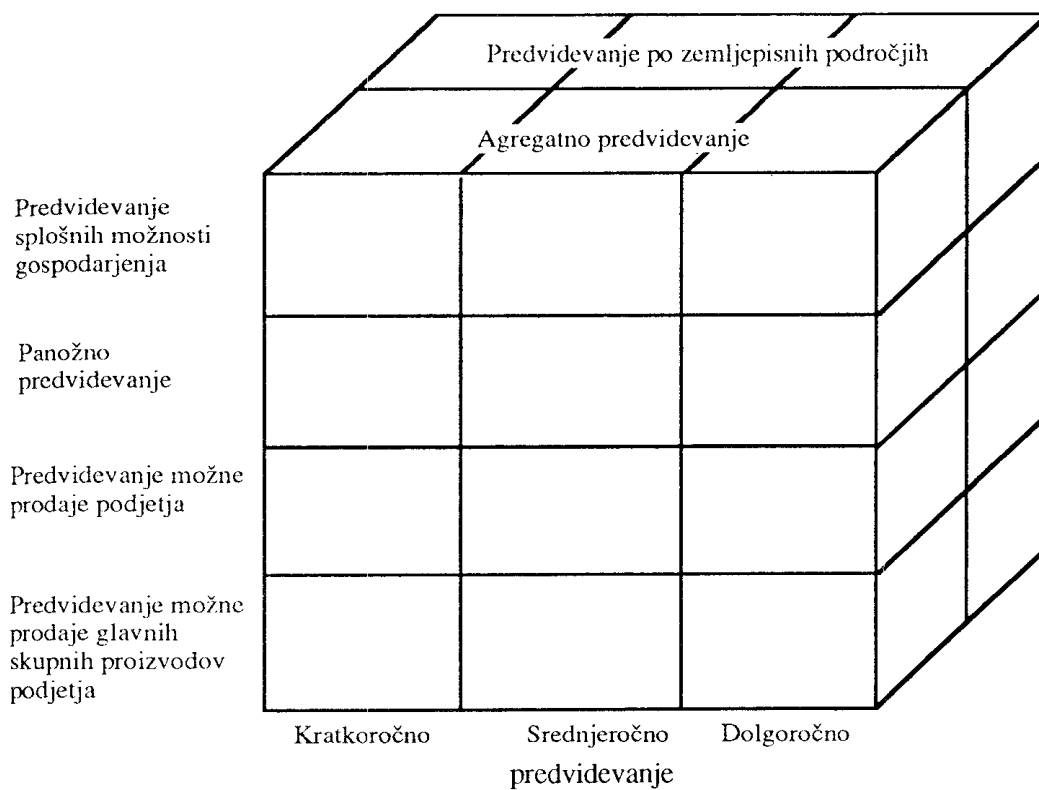 Predvidevanje po zemljepisnih področjih
Agregatno predvidevanje
Predvidevanje
splošnih možnosti
gospodarjenja
Panožno
predvidevanje
Predvidevanje možne
prodaje podjetja
Predvidevanje možne
prodaje glavnih
skupnih proizvodov
podjetja
Kratkoročno
Srednjeročno
Dolgoročno
predvidevanje